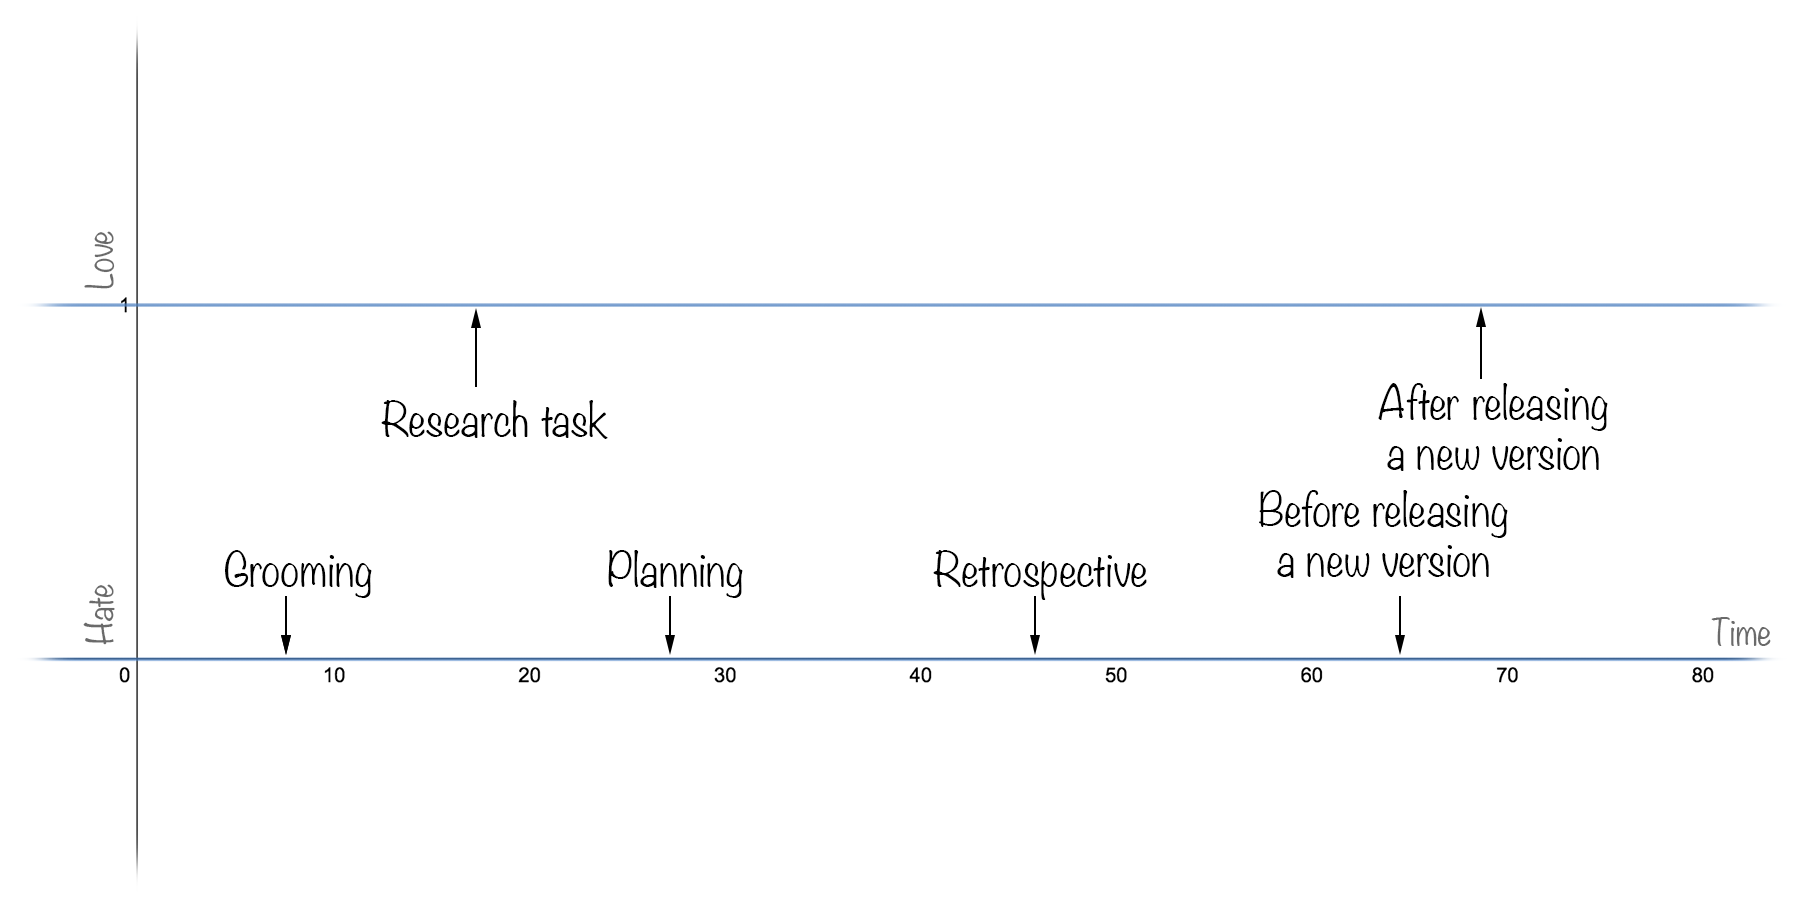 Love
1
Research task
After releasing
a new version
Before releasing
a new version
Grooming
Planning
Retrospective
Hate
Time
0 10 20 30 40 50 60 70 80